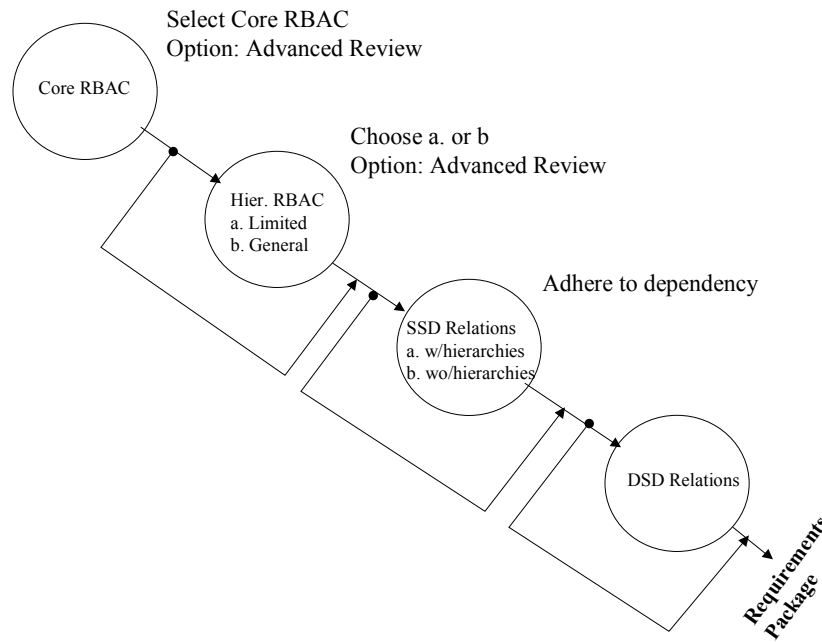 Select Core RBAC
Option: Advanced Review
Core RBAC
Choose a. or b
Option: Advanced Review
Hier. RBAC
a. Limited
b. General
Adhere to dependency
SSD Relations
a. w/hierarchies
b. wo/hierarchies
DSD Relations
Requirements
Package